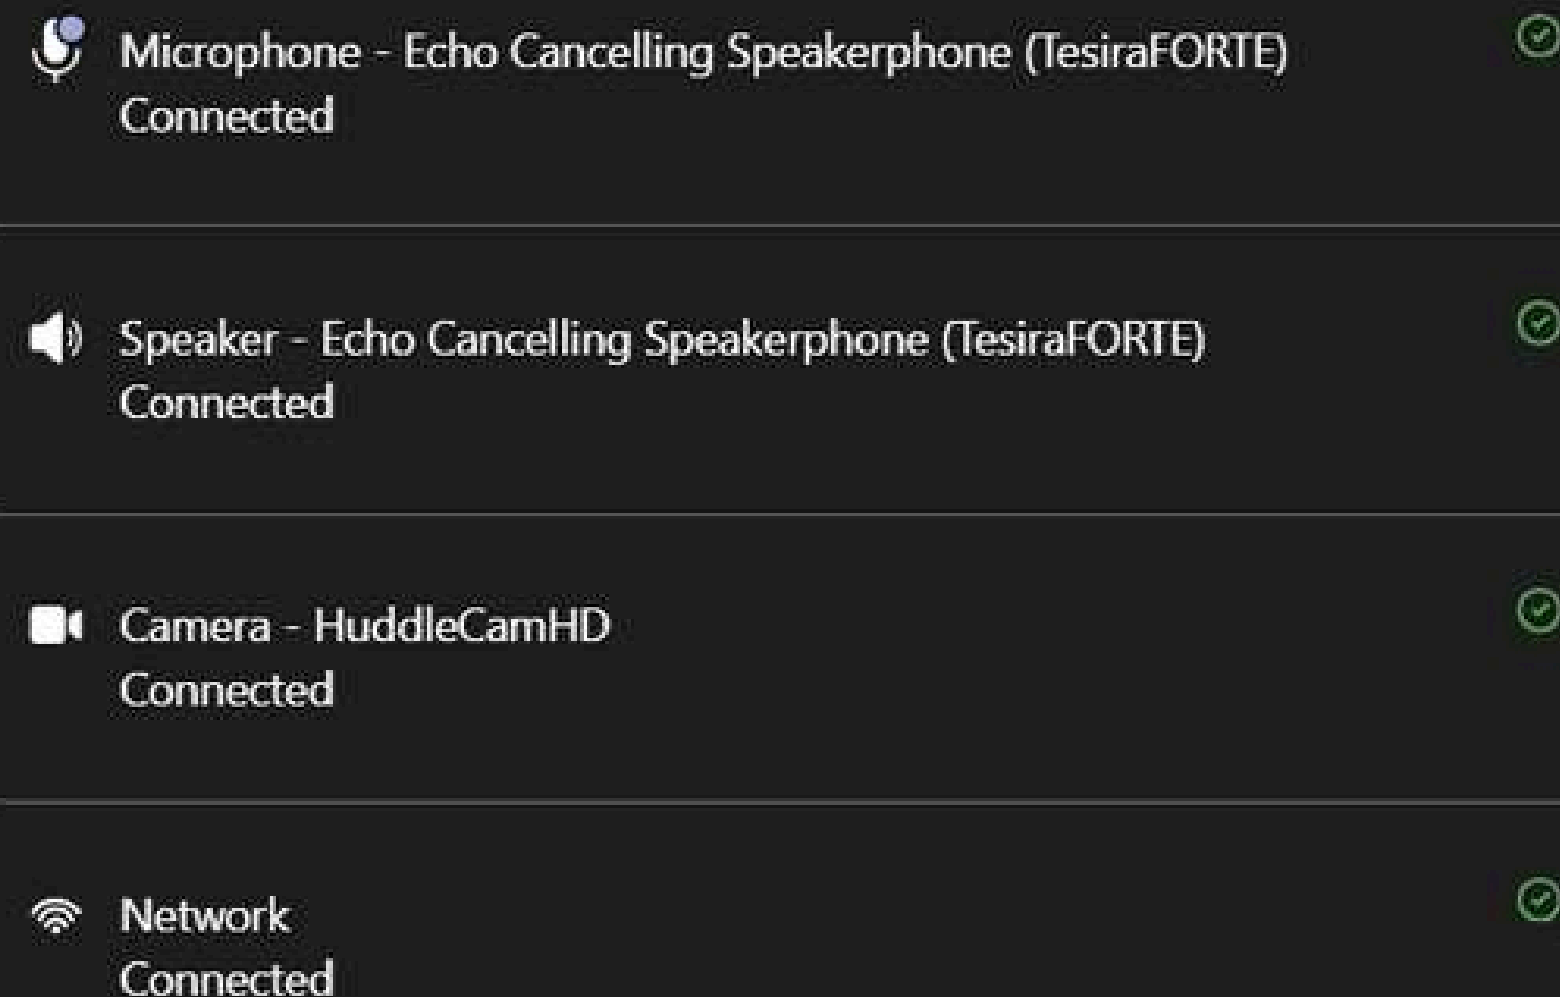 Microphone - Echo Cancelling Speakerphone (TesiraFORTE)
Connected
Speaker - Echo Cancelling Speakerphone (TesiraFORTE)
Connected
Camera - HuddleCamHD
Connected
Network
Connected